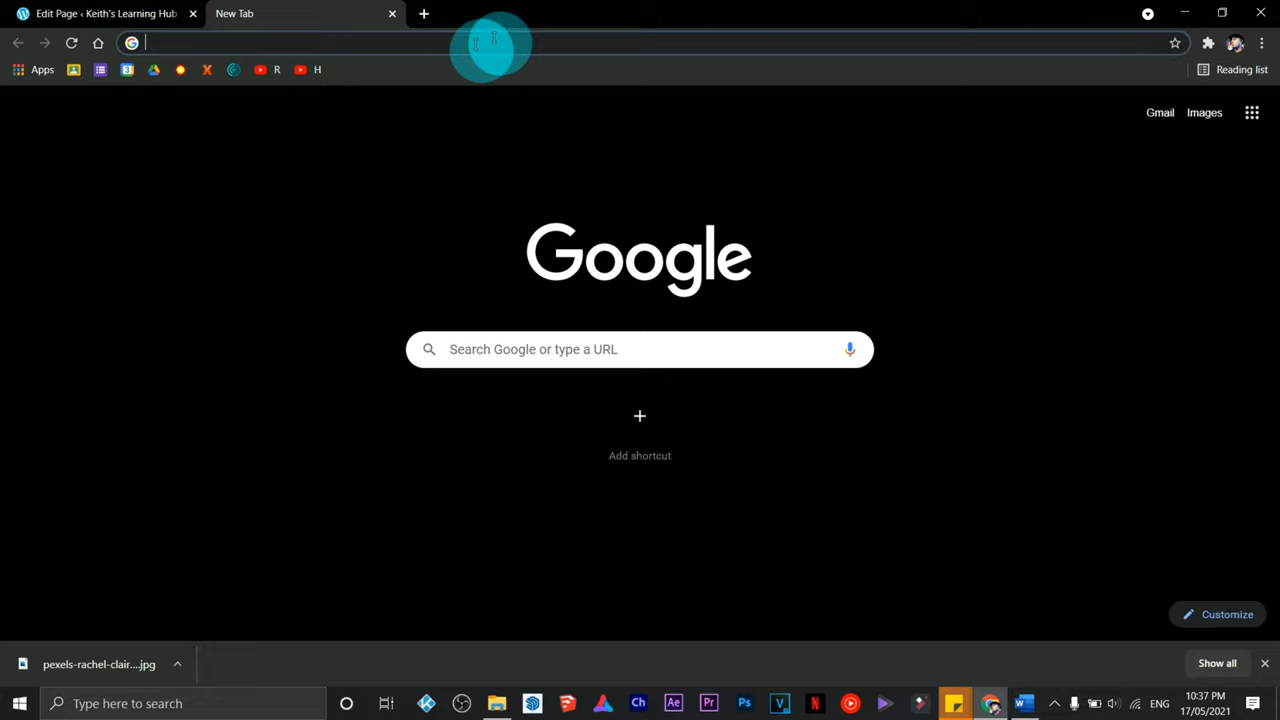 Edit Page ‹ Keith's Learning Hub
New Tab
Apps
R
H
Reading list
Gmail
Images
Google
Search Google or type a URL
Add shortcut
Customize
pexels-rachel-clair....jpg
Show all
Type here to search
Ch
Ae
Pr
Ps
V
N
W
ENG
10:37 PM
17/05/2021